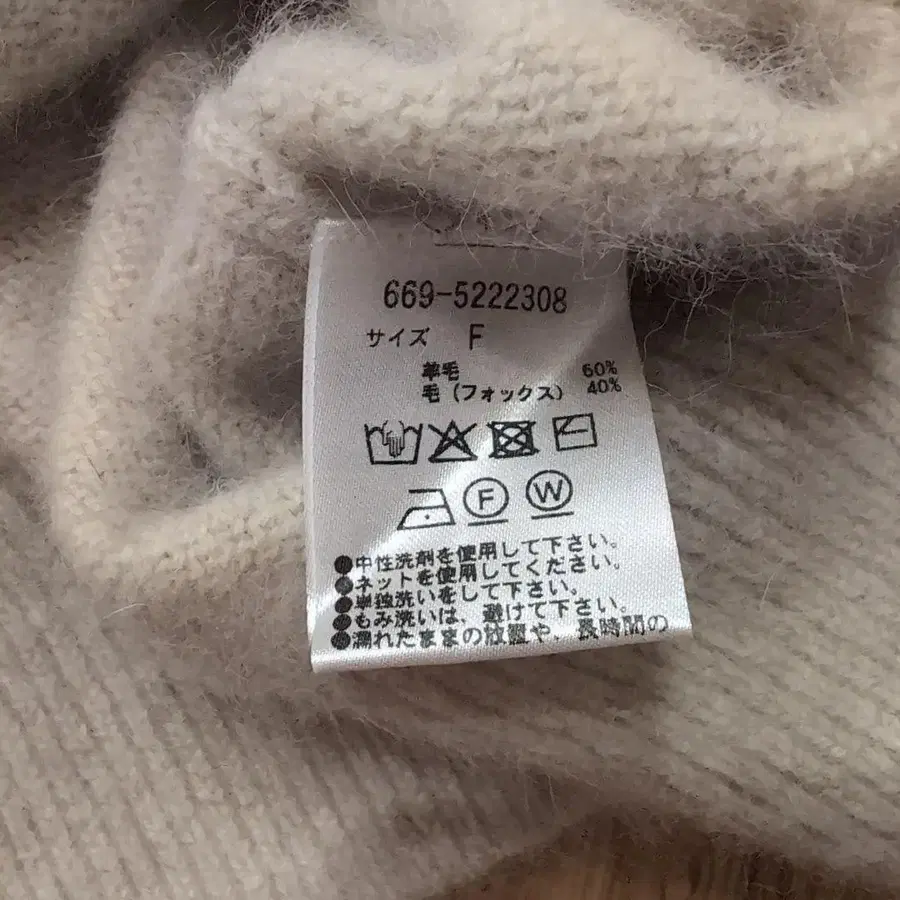 669-5222308
サイズ F
羊毛 60%
毛(フォックス) 40%
F W
●中性洗剤を使用して下さい。
●ネットを使用してください。
●単独洗いをして下さい。
●もみ洗いは、避けて下さい。
●濡れたままの放置や、長時間の